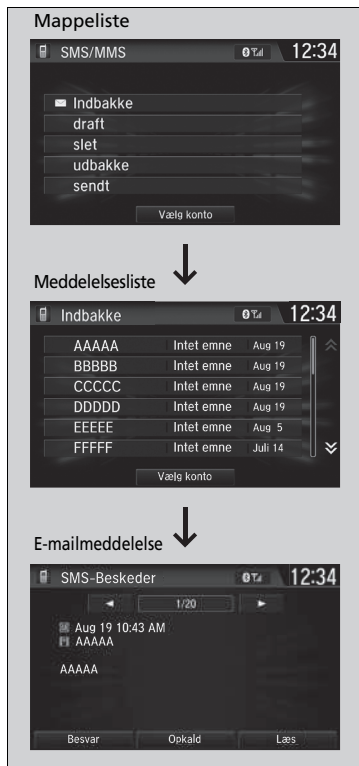 Mappeliste
SMS/MMS 12:34
Indbakke
draft
slet
udbakke
sendt
Vælg konto
Meddelelsesliste
Indbakke 12:34
AAAAA Intet emne Aug 19
BBBBB Intet emne Aug 19
CCCCC Intet emne Aug 19
DDDDD Intet emne Aug 19
EEEEE Intet emne Aug 5
FFFFF Intet emne Juli 14
Vælg konto
E-mailmeddelelse
SMS-Beskeder 12:34
1/20
Aug 19 10:43 AM
AAAAA
AAAAA
Besvar Opkald Læs